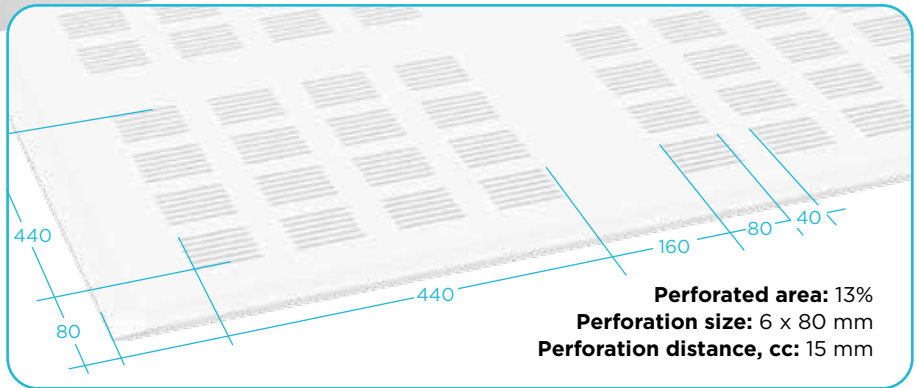 440
80
440
160
80
40
Perforated area: 13%
Perforation size: 6 x 80 mm
Perforation distance, cc: 15 mm